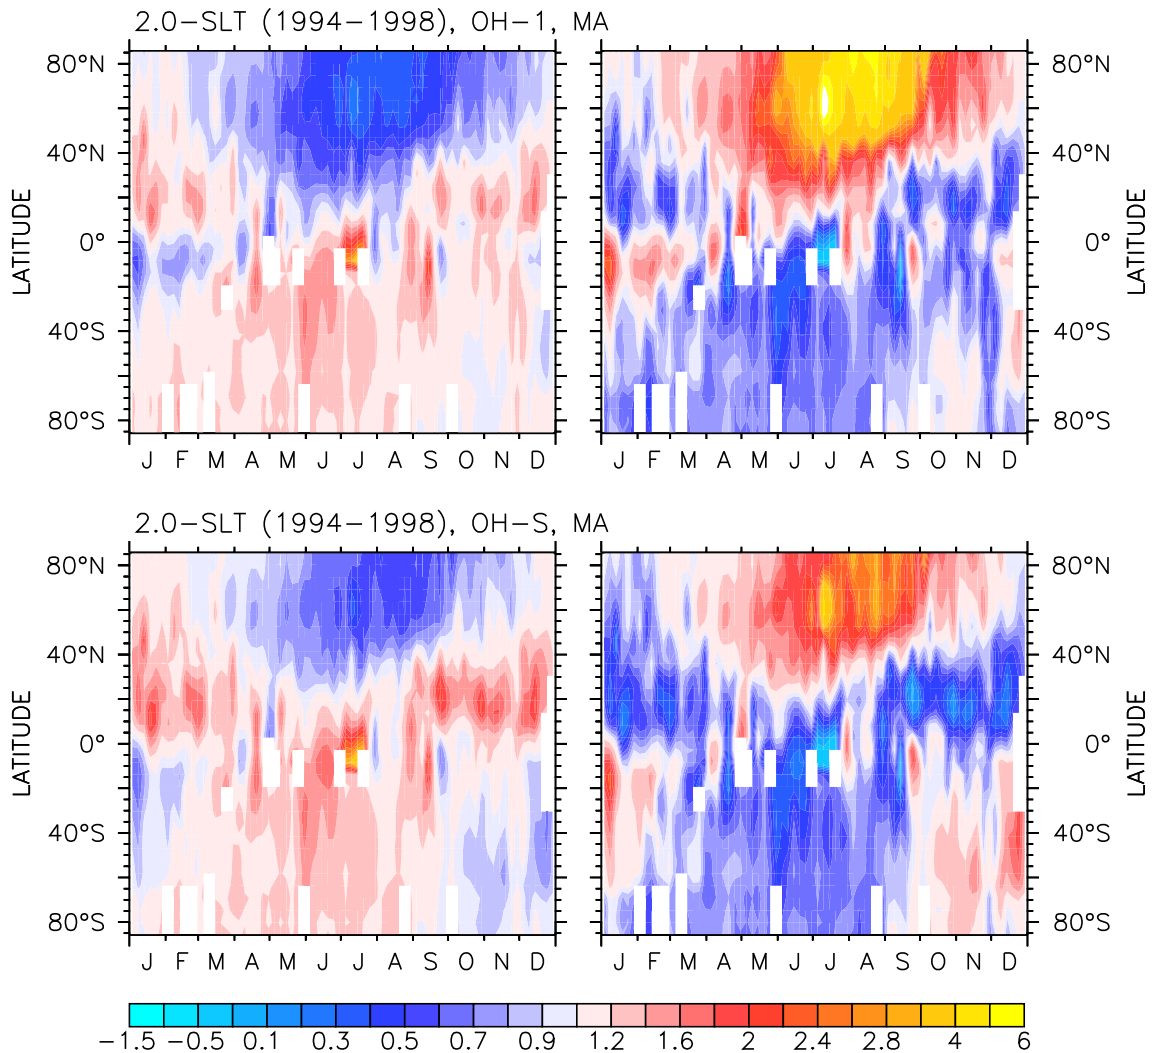 2.0-SLT (1994-1998), OH-1, MA
80°N 80°N
40°N 40°N
0° 0°
40°S 40°S
80°S 80°S
LATITUDE LATITUDE
J F M A M J J A S O N D J F M A M J J A S O N D
2.0-SLT (1994-1998), OH-S, MA
80°N 80°N
40°N 40°N
0° 0°
40°S 40°S
80°S 80°S
LATITUDE LATITUDE
J F M A M J J A S O N D J F M A M J J A S O N D
-1.5 -0.5 0.1 0.3 0.5 0.7 0.9 1.2 1.6 2 2.4 2.8 4 6